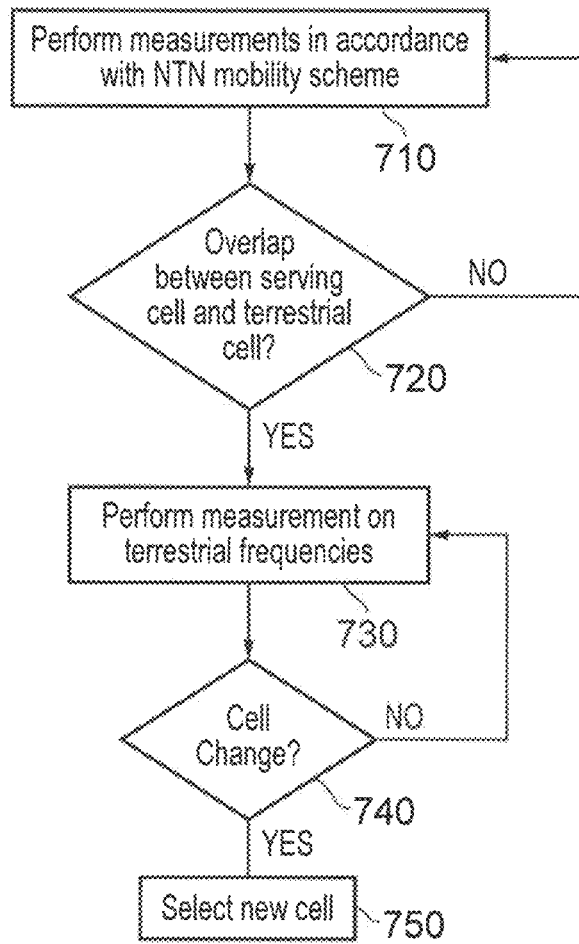 Perform measurements in accordance
with NTN mobility scheme
710
Overlap
between serving
cell and terrestrial
cell?
NO
720
YES
Perform measurement on
terrestrial frequencies
730
Cell
Change?
NO
740
YES
Select new cell
750